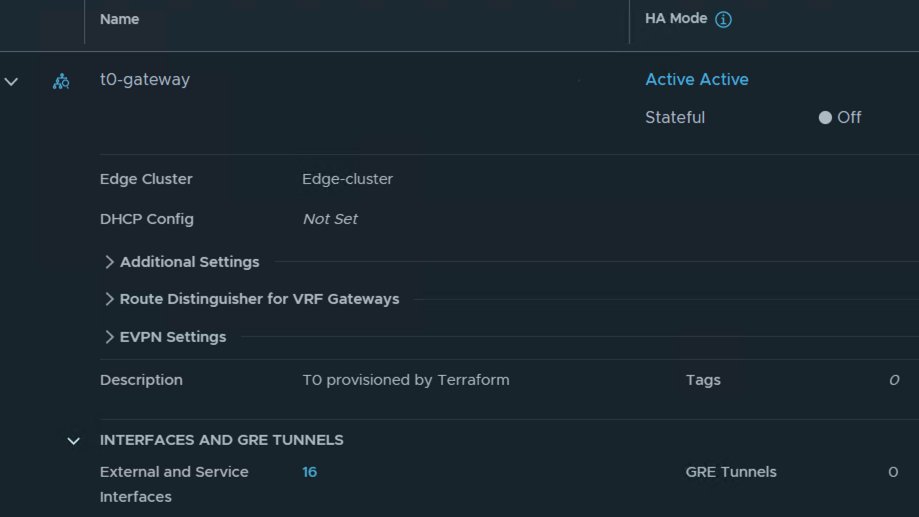 Name HA Mode
t0-gateway Active Active
Stateful Off
Edge Cluster Edge-cluster
DHCP Config Not Set
Additional Settings
Route Distinguisher for VRF Gateways
EVPN Settings
Description T0 provisioned by Terraform Tags 0
INTERFACES AND GRE TUNNELS
External and Service Interfaces 16 GRE Tunnels 0